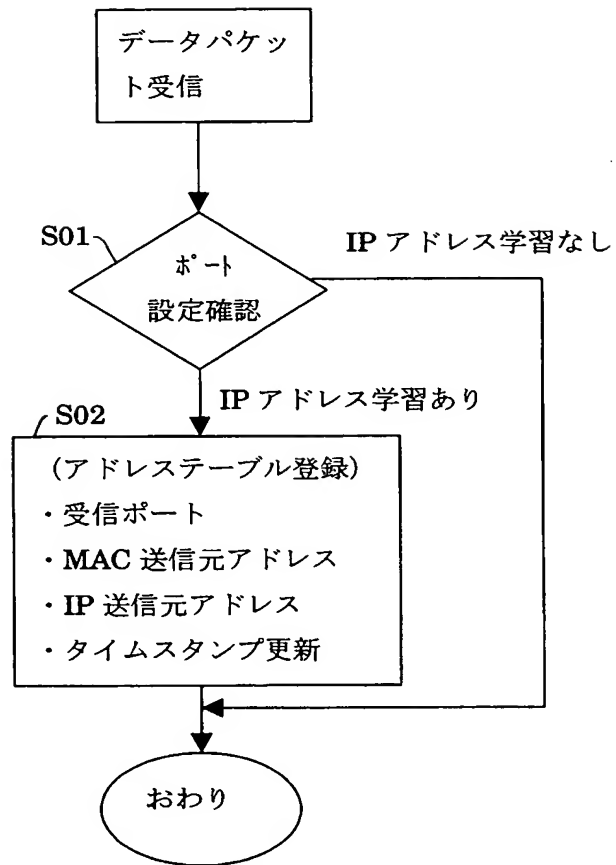 データパケッ
ト受信
S01
IP アドレス学習なし
ﾎﾟｰﾄ
設定確認
IP アドレス学習あり
S02
(アドレステーブル登録)
・受信ポート
・MAC 送信元アドレス
・IP 送信元アドレス
・タイムスタンプ更新
おわり